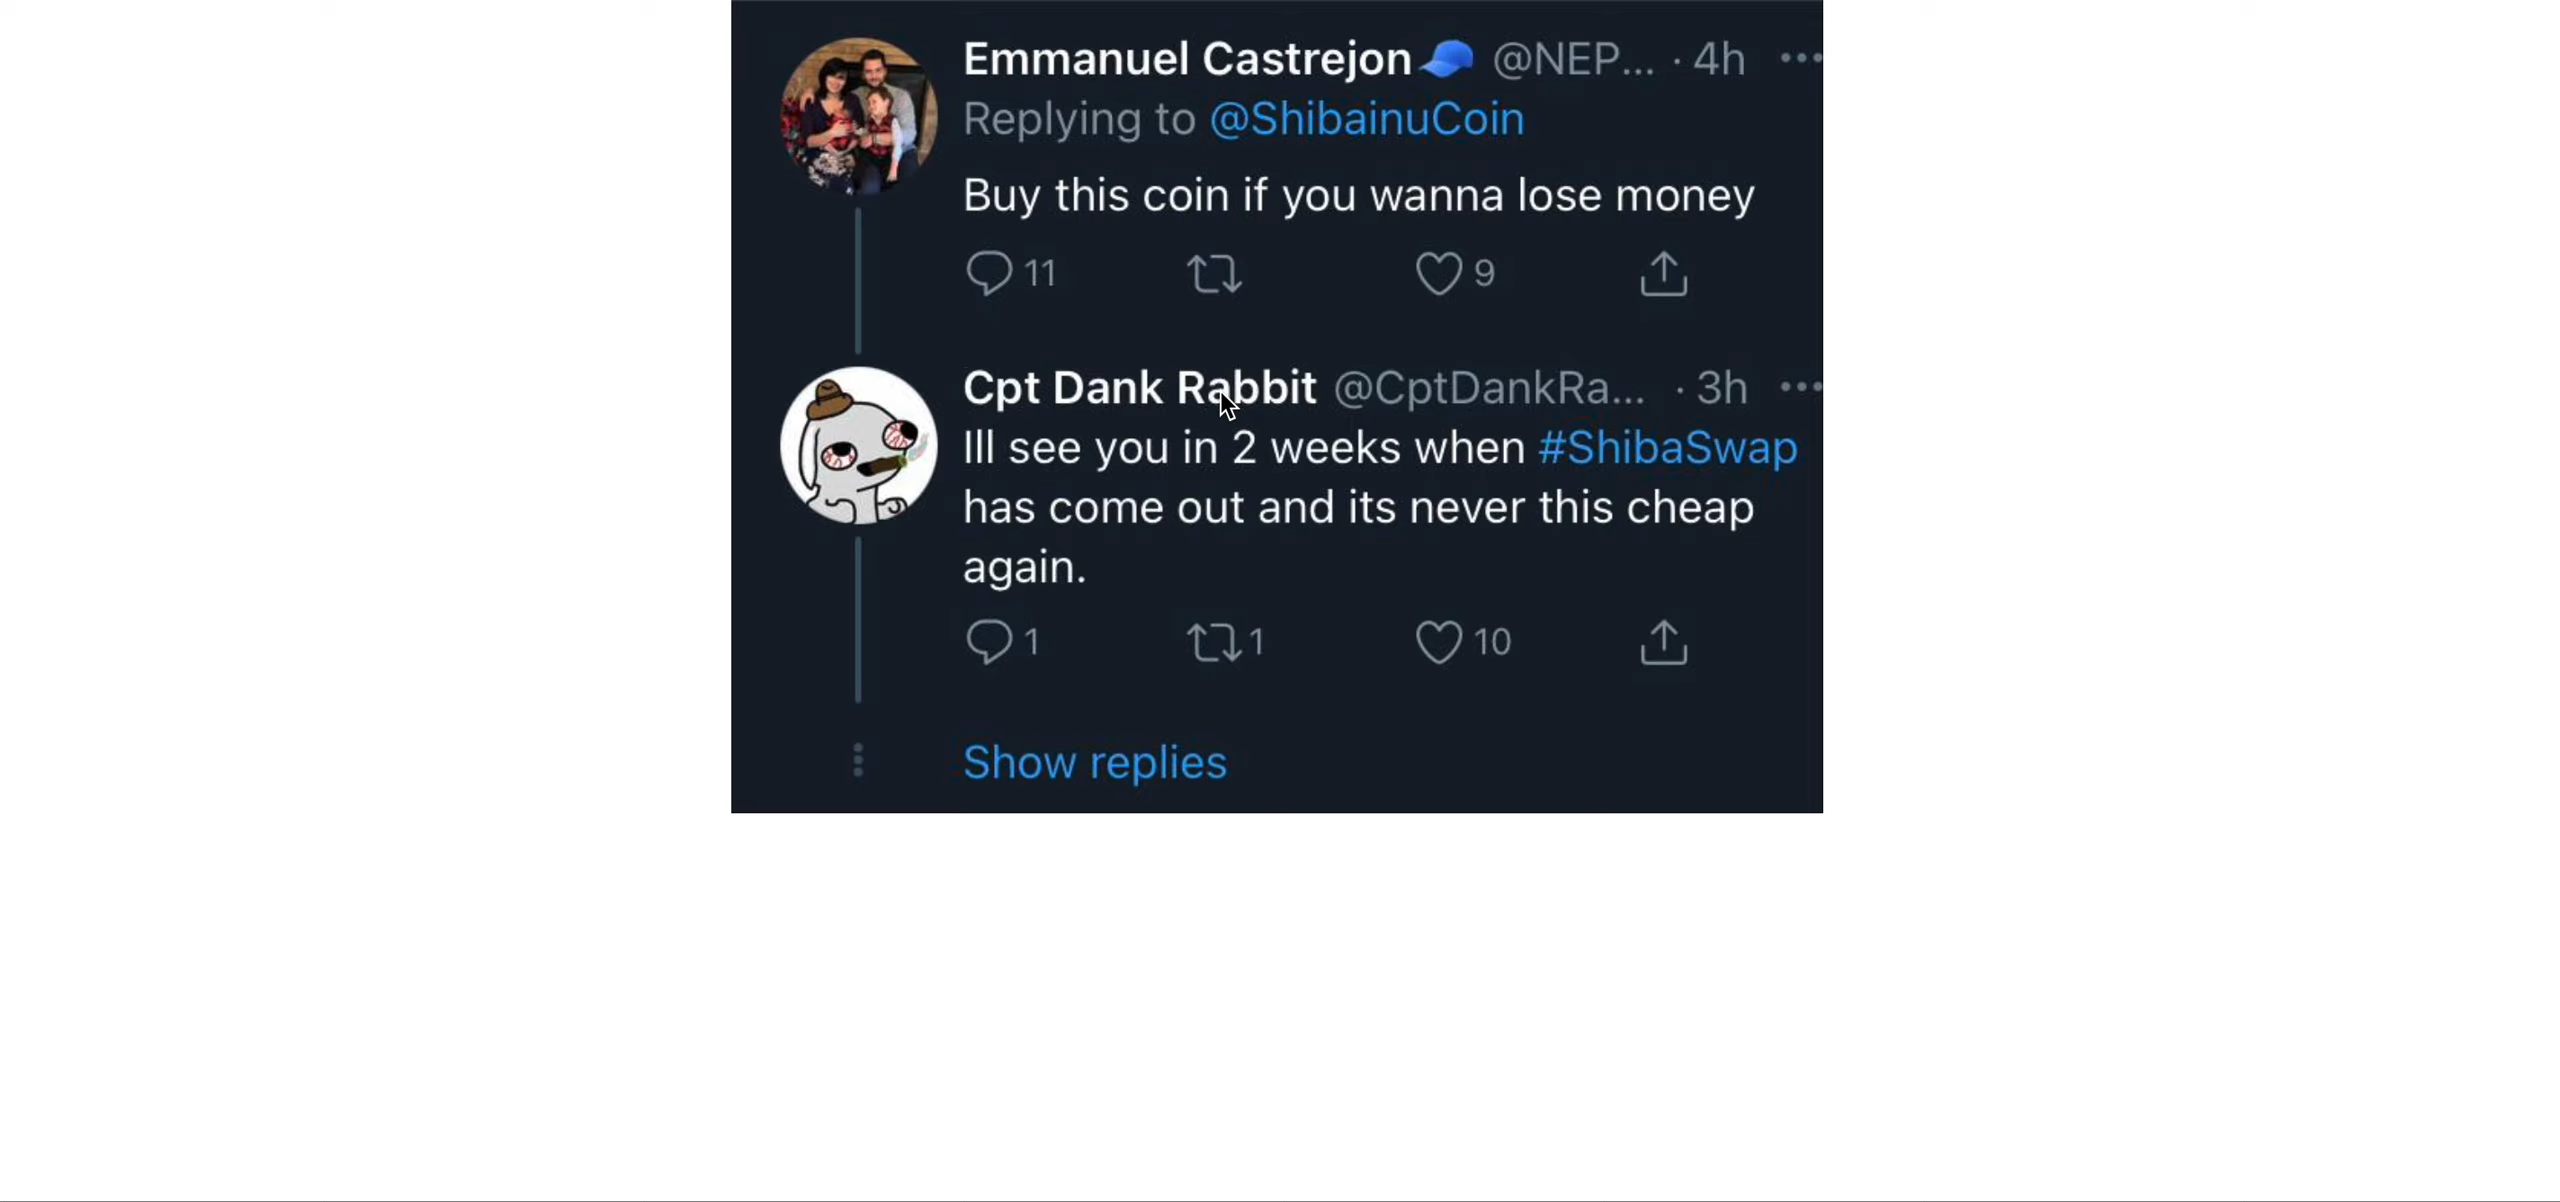 Emmanuel Castrejon🧢 @NEP... · 4h
Replying to @ShibainuCoin
Buy this coin if you wanna lose money
11 9
Cpt Dank Rabbit @CptDankRa... · 3h
Ill see you in 2 weeks when #ShibaSwap
has come out and its never this cheap
again.
1 1 10
Show replies